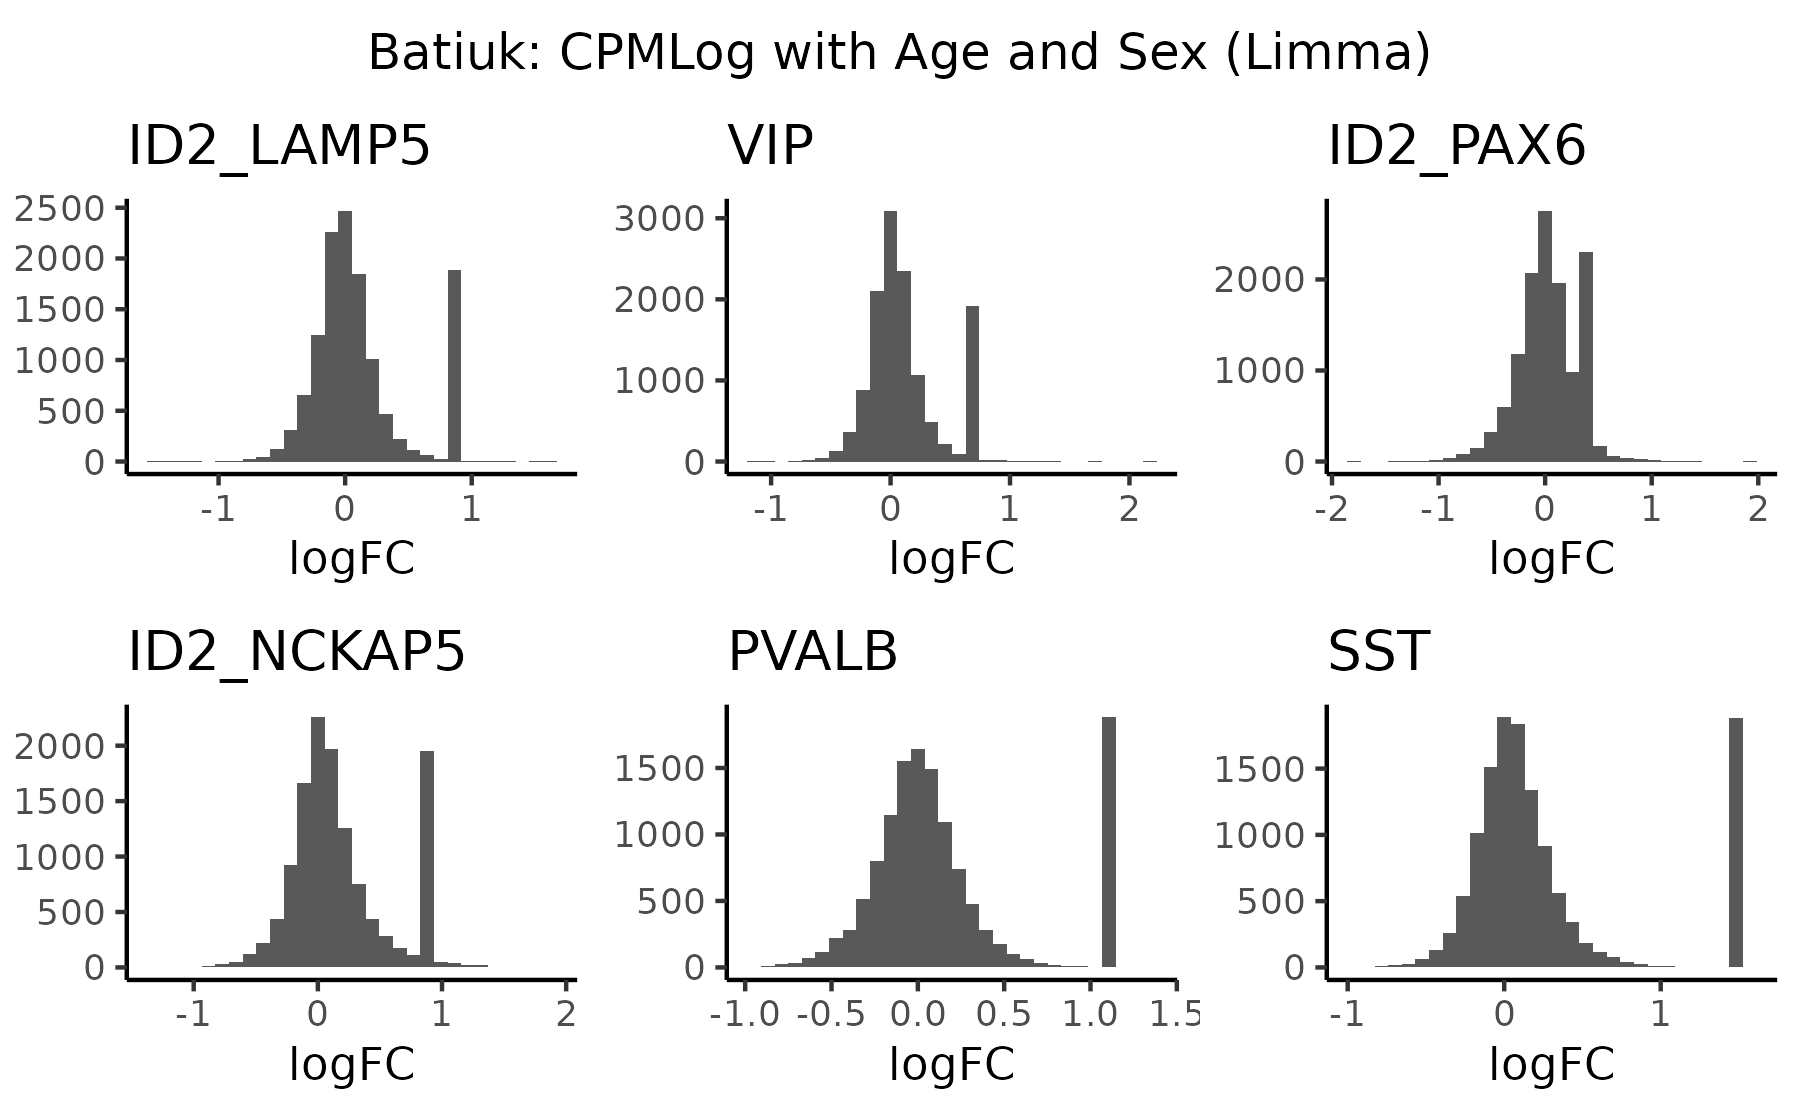 Batiuk: CPMLog with Age and Sex (Limma)
ID2_LAMP5
2500
2000
1500
1000
500
0
-1 0 1
logFC
VIP
3000
2000
1000
0
-1 0 1 2
logFC
ID2_PAX6
2000
1000
0
-2 -1 0 1 2
logFC
ID2_NCKAP5
2000
1500
1000
500
0
-1 0 1 2
logFC
PVALB
1500
1000
500
0
-1.0 -0.5 0.0 0.5 1.0 1.5
logFC
SST
1500
1000
500
0
-1 0 1
logFC